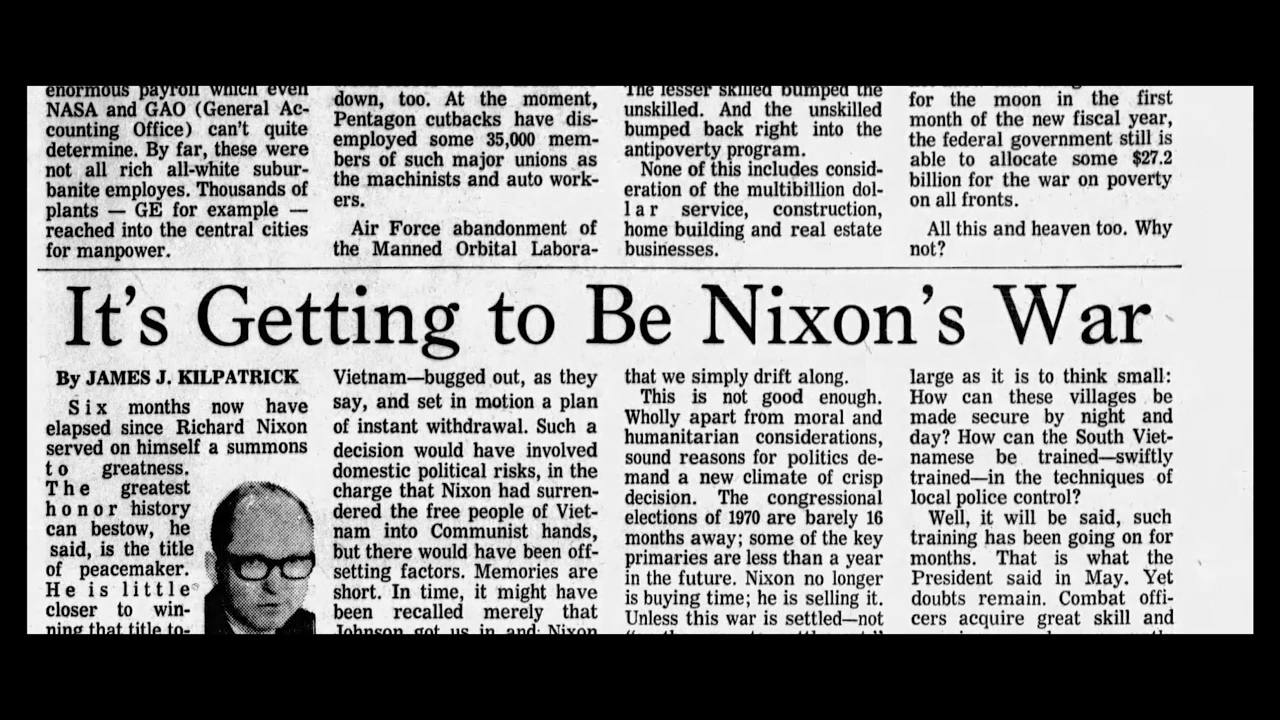 enormous payroll which even
NASA and GAO (General Ac-
counting Office) can't quite
determine. By far, these were
not all rich all-white subur-
banite employes. Thousands of
plants — GE for example —
reached into the central cities
for manpower.
down, too. At the moment,
Pentagon cutbacks have dis-
employed some 35,000 mem-
bers of such major unions as
the machinists and auto work-
ers.
Air Force abandonment of
the Manned Orbital Labora-
The lesser skilled bumped the
unskilled. And the unskilled
bumped back right into the
antipoverty program.
None of this includes consid-
eration of the multibillion dol-
lar service, construction,
home building and real estate
businesses.
for the moon in the first
month of the new fiscal year,
the federal government still is
able to allocate some $27.2
billion for the war on poverty
on all fronts.
All this and heaven too. Why
not?
It's Getting to Be Nixon's War
By JAMES J. KILPATRICK
Six months now have
elapsed since Richard Nixon
served on himself a summons
to greatness.
The greatest
honor history
can bestow, he
said, is the title
of peacemaker.
He is little
closer to win-
ning that title to-
Vietnam—bugged out, as they
say, and set in motion a plan
of instant withdrawal. Such a
decision would have involved
domestic political risks, in the
charge that Nixon had surren-
dered the free people of Viet-
nam into Communist hands,
but there would have been off-
setting factors. Memories are
short. In time, it might have
been recalled merely that
Johnson got us in and Nixon
that we simply drift along.
This is not good enough.
Wholly apart from moral and
humanitarian considerations,
sound reasons for politics de-
mand a new climate of crisp
decision. The congressional
elections of 1970 are barely 16
months away; some of the key
primaries are less than a year
in the future. Nixon no longer
is buying time; he is selling it.
Unless this war is settled—not
large as it is to think small:
How can these villages be
made secure by night and
day? How can the South Viet-
namese be trained—swiftly
trained—in the techniques of
local police control?
Well, it will be said, such
training has been going on for
months. That is what the
President said in May. Yet
doubts remain. Combat offi-
cers acquire great skill and